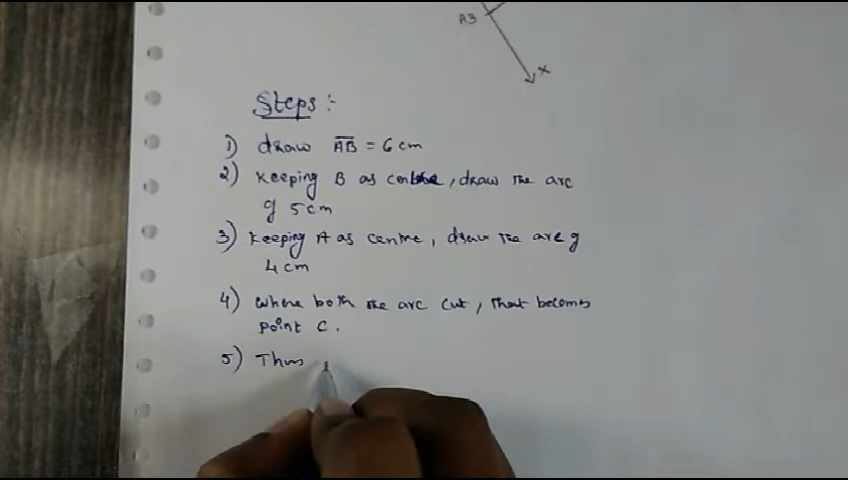 A3
X
Steps :-
1) draw AB = 6 cm
2) Keeping B as centre, draw the arc
of 5 cm
3) Keeping A as centre, draw the arc of
4 cm
4) Where both the arc cut, that becomes
point C.
5) Thus